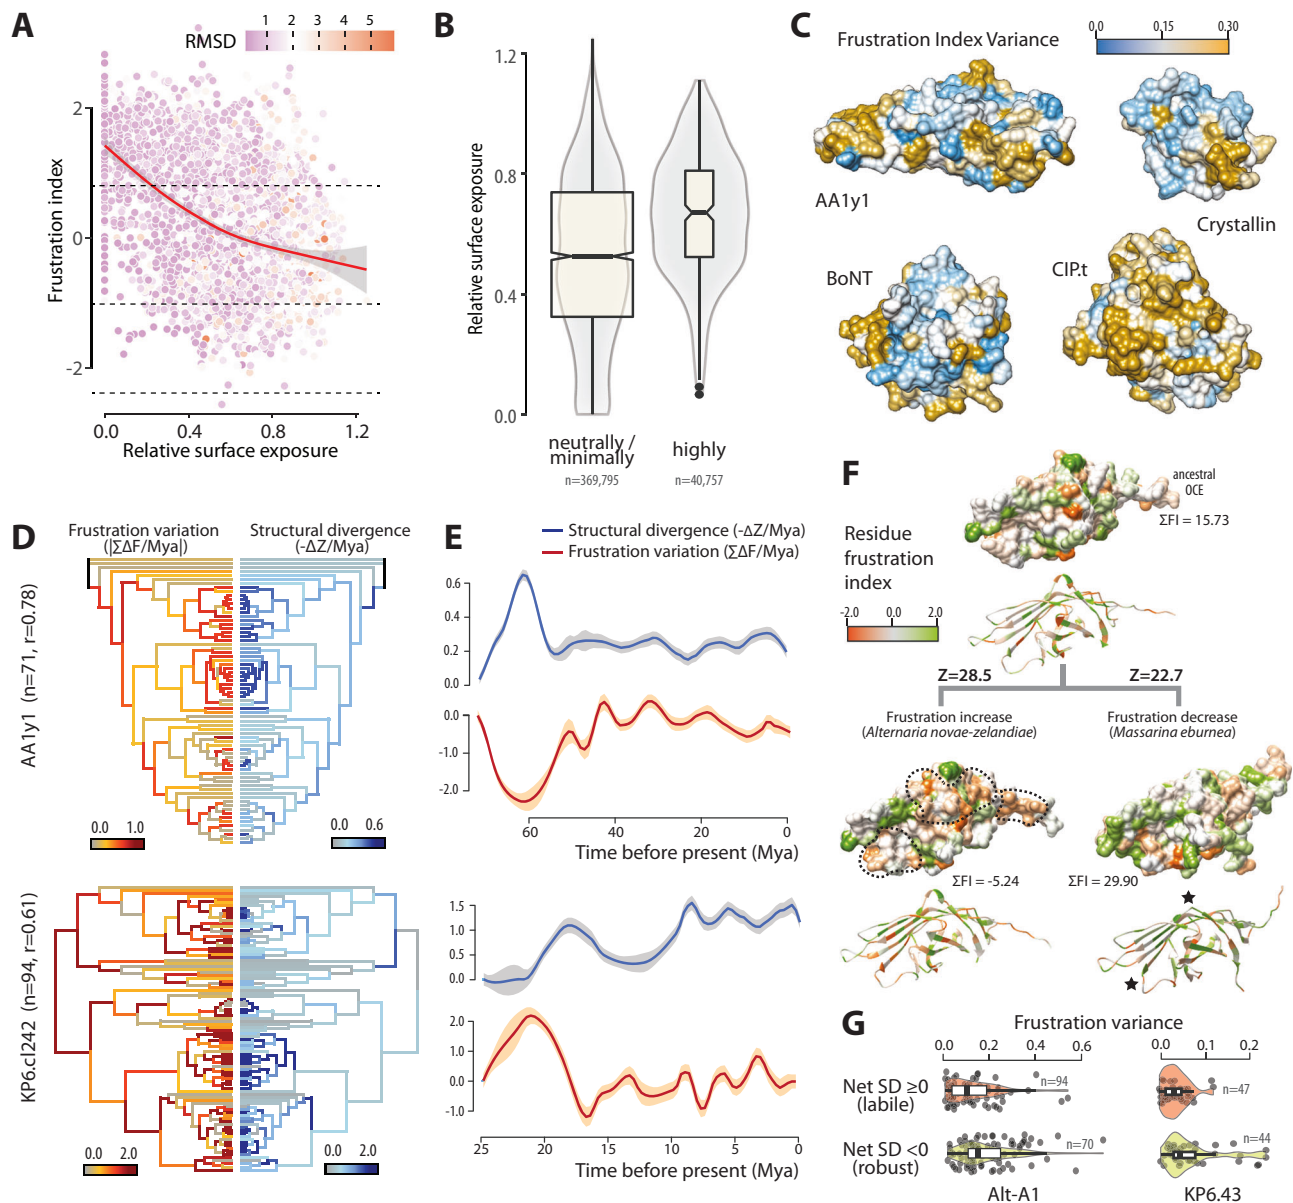 A
RMSD
1 2 3 4 5
Frustration index
2
0
-2
0.0 0.4 0.8 1.2
Relative surface exposure
B
Relative surface exposure
1.2
0.8
0.4
0.0
neutrally /
minimally
n=369,795
highly
n=40,757
C
Frustration Index Variance
0.0 0.15 0.30
AA1y1
Crystallin
BoNT
CIP.t
D
Frustration variation
(|∑ΔF/Mya|)
Structural divergence
(-ΔZ/Mya)
AA1y1 (n=71, r=0.78)
0.0 1.0
0.0 0.6
KP6.cl242 (n=94, r=0.61)
0.0 2.0
0.0 2.0
E
Structural divergence (-ΔZ/Mya)
Frustration variation (∑ΔF/Mya)
0.6
0.4
0.2
0.0
0.0
-1.0
-2.0
60 40 20 0
Time before present (Mya)
1.5
1.0
0.5
0.0
2.0
1.0
0.0
-1.0
25 20 15 10 5 0
Time before present (Mya)
F
ancestral
OCE
ΣFI = 15.73
Residue
frustration
index
-2.0 0.0 2.0
Z=28.5
Z=22.7
Frustration increase
(Alternaria novae-zelandiae)
Frustration decrease
(Massarina eburnea)
ΣFI = -5.24
ΣFI = 29.90
G
Frustration variance
0.0 0.2 0.4 0.6
0.0 0.1 0.2
Net SD ≥0
(labile)
n=94
n=47
Net SD <0
(robust)
n=70
n=44
Alt-A1
KP6.43